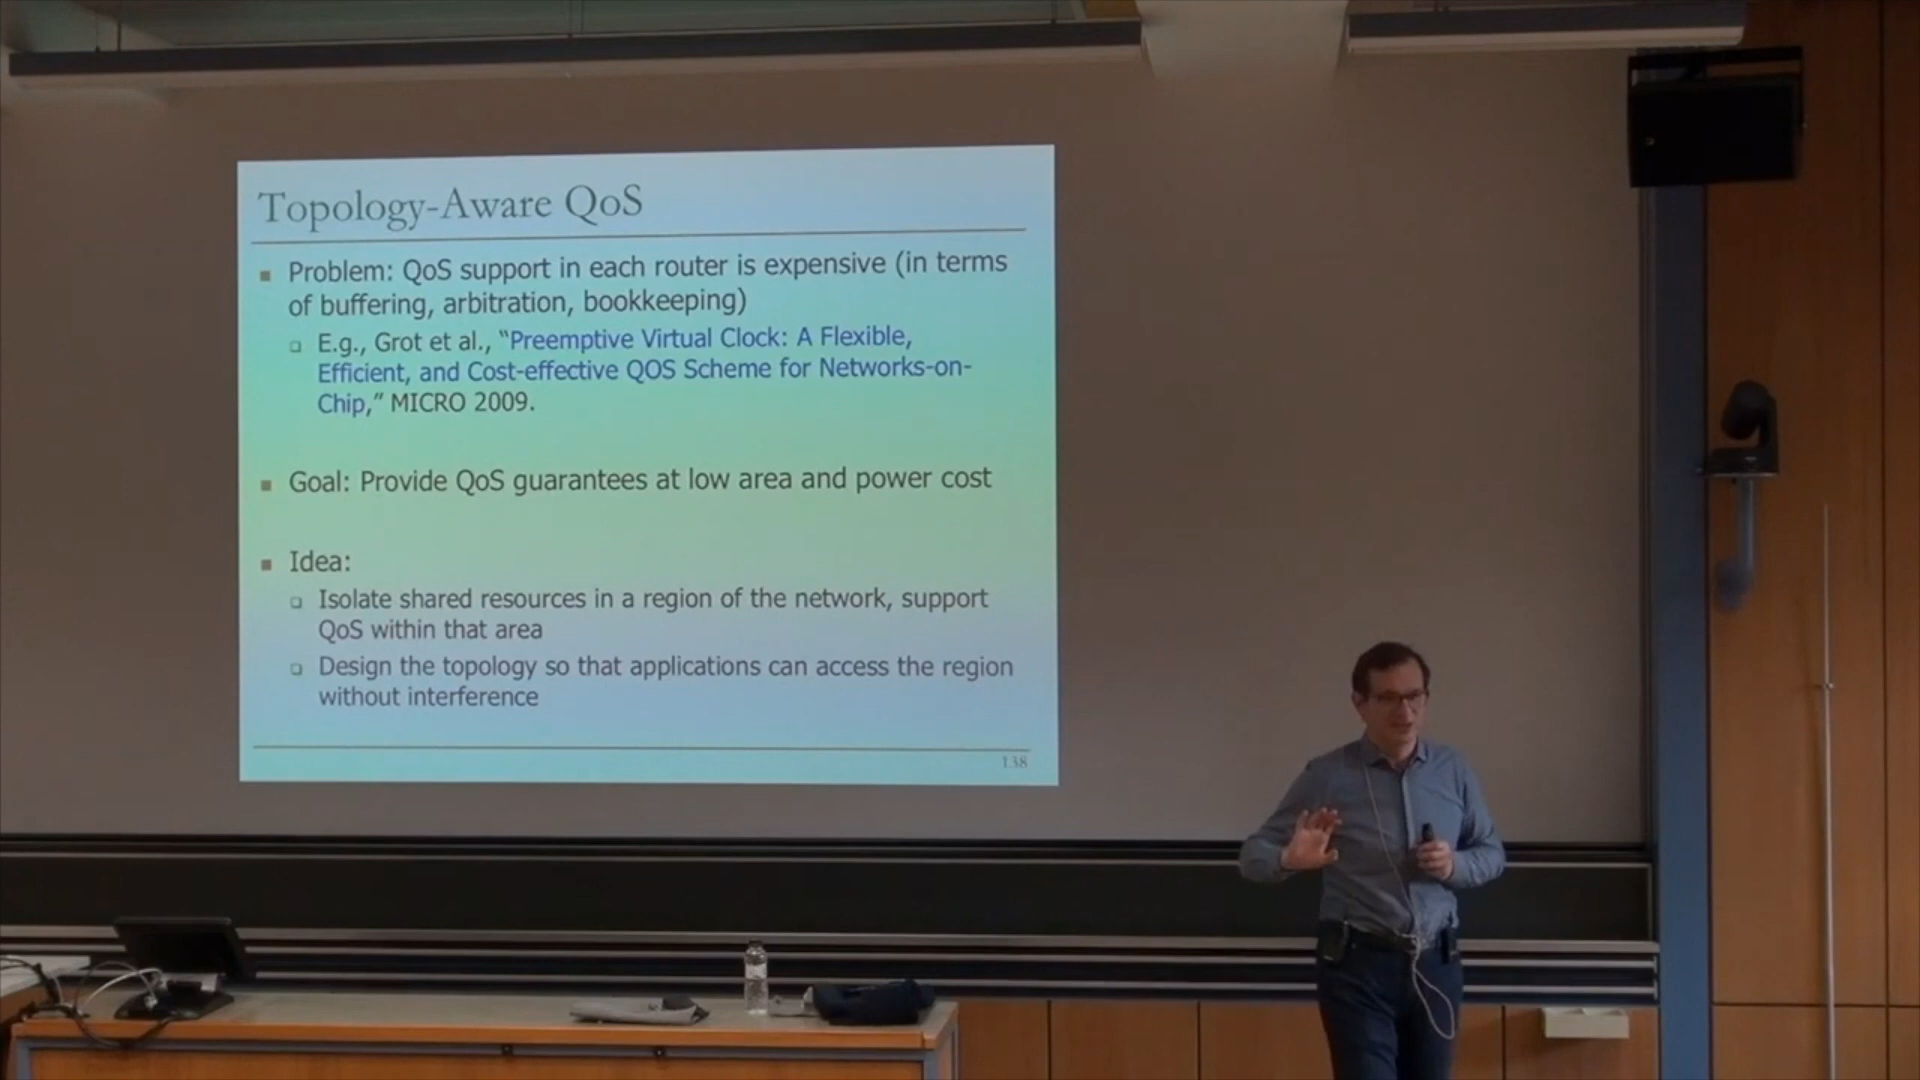 Topology-Aware QoS
■ Problem: QoS support in each router is expensive (in terms
of buffering, arbitration, bookkeeping)
❑ E.g., Grot et al., “Preemptive Virtual Clock: A Flexible,
Efficient, and Cost-effective QOS Scheme for Networks-on-
Chip,” MICRO 2009.
■ Goal: Provide QoS guarantees at low area and power cost
■ Idea:
❑ Isolate shared resources in a region of the network, support
QoS within that area
❑ Design the topology so that applications can access the region
without interference
138